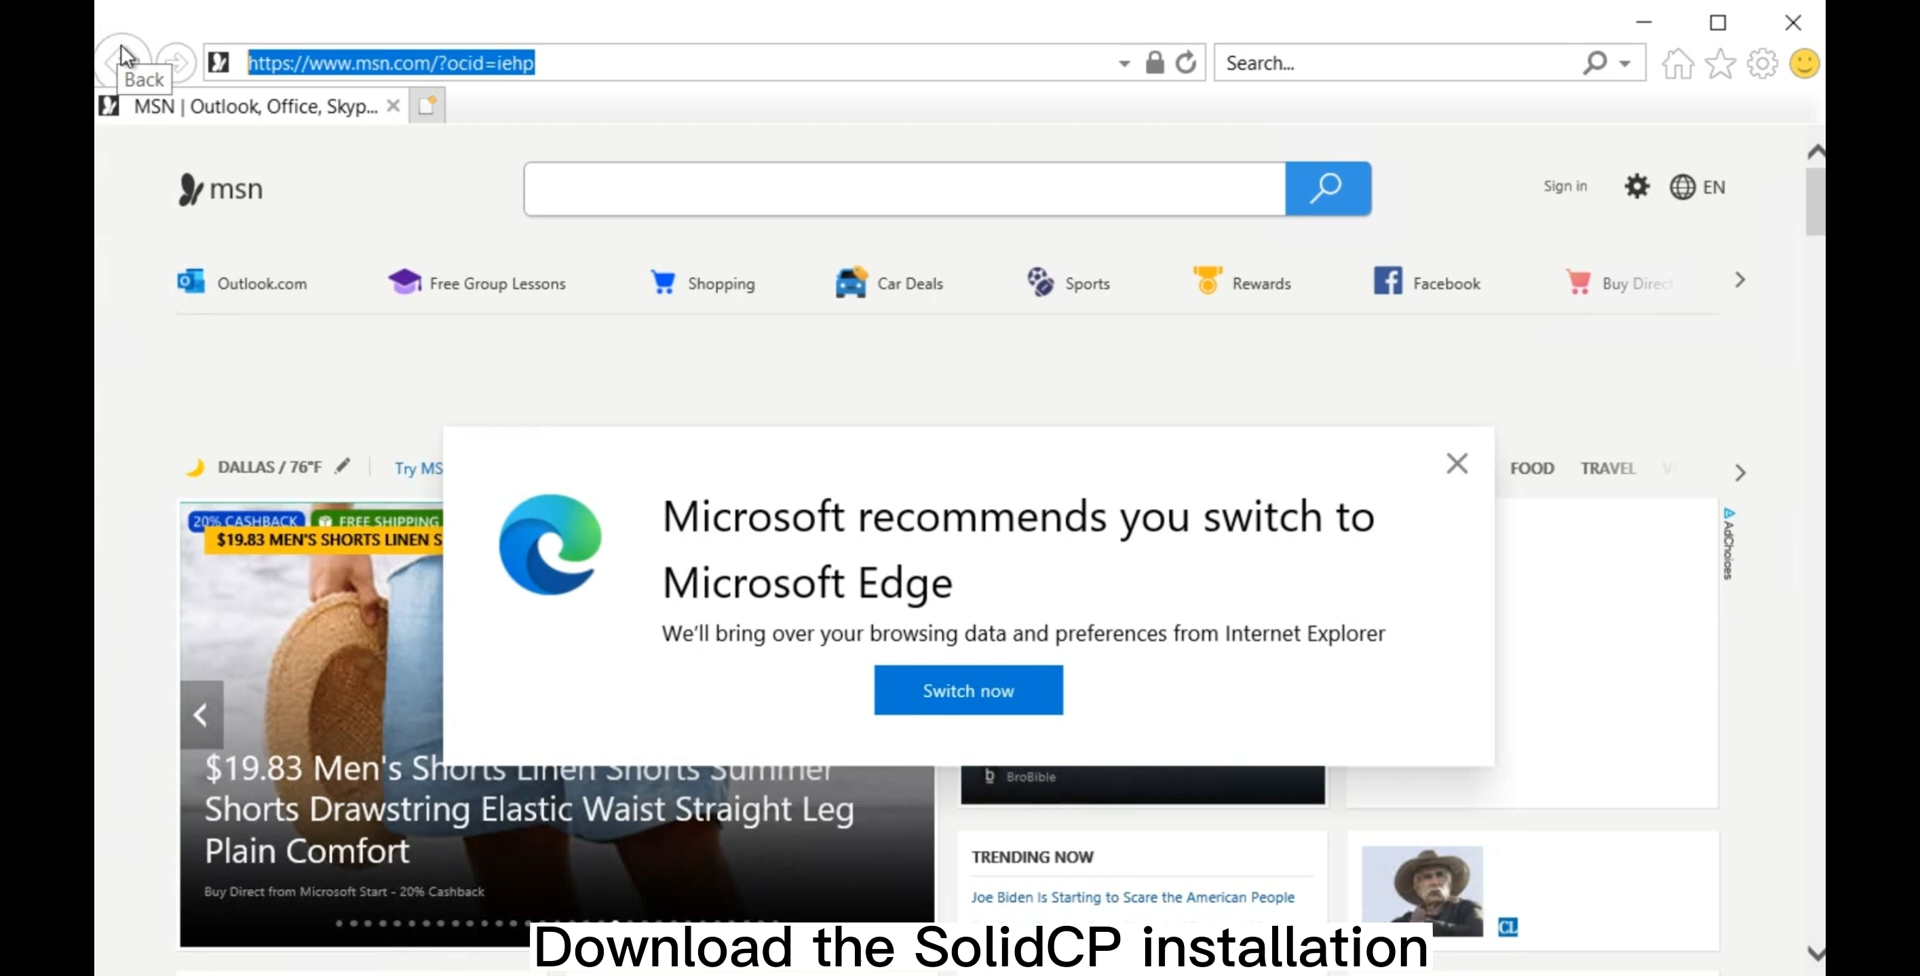 https://www.msn.com/?ocid=iehp
Search...
Back
MSN | Outlook, Office, Skyp...
msn
Sign in
EN
Outlook.com
Free Group Lessons
Shopping
Car Deals
Sports
Rewards
Facebook
Buy Direct
DALLAS / 76°F
Try MS
FOOD
TRAVEL
Microsoft recommends you switch to
Microsoft Edge
We'll bring over your browsing data and preferences from Internet Explorer
Switch now
20% CASHBACK
FREE SHIPPING
$19.83 MEN'S SHORTS LINEN S
AdChoices
$19.83 Men's Shorts Linen Shorts Summer
Shorts Drawstring Elastic Waist Straight Leg
Plain Comfort
Buy Direct from Microsoft Start - 20% Cashback
BroBible
TRENDING NOW
Joe Biden Is Starting to Scare the American People
CL
Download the SolidCP installation